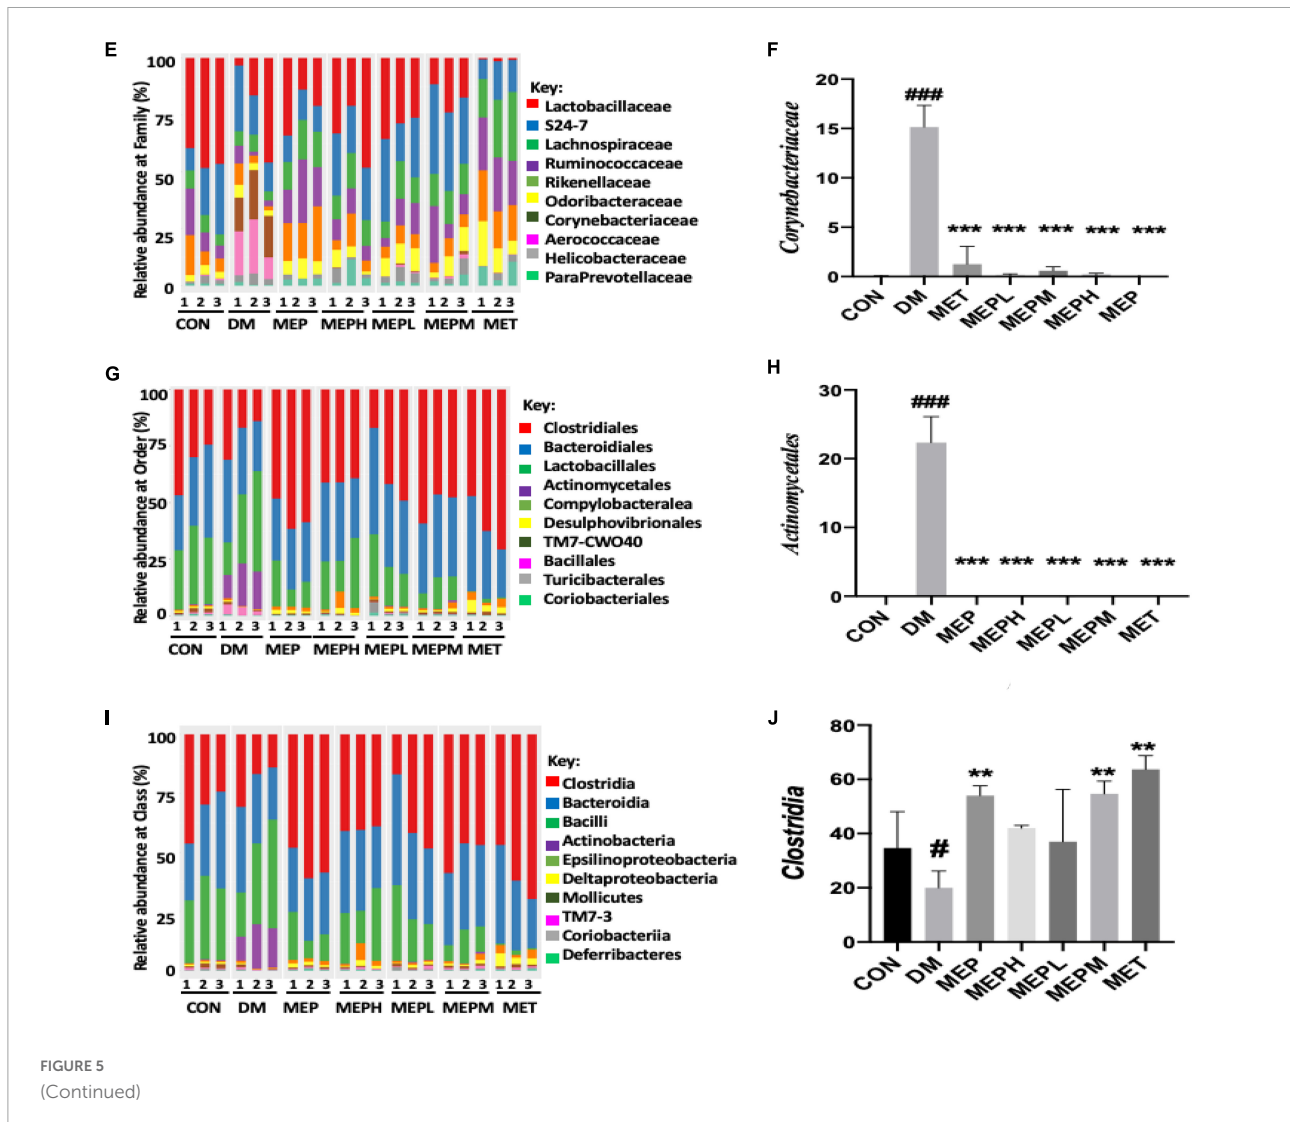 E
Relative abundance at Family (%)
100
75
50
25
0
1 2 3 1 2 3 1 2 3 1 2 3 1 2 3 1 2 3 1 2 3
CON DM MEP MEPH MEPL MEPM MET
Key:
Lactobacillaceae
S24-7
Lachnospiraceae
Ruminococcaceae
Rikenellaceae
Odoribacteraceae
Corynebacteriaceae
Aerococcaceae
Helicobacteraceae
ParaPrevotellaceae
F
Corynebacteriaceae
20
15
10
5
0
###
*** *** *** *** ***
CON DM MET MEPL MEPM MEPH MEP
G
Relative abundance at Order (%)
100
75
50
25
0
1 2 3 1 2 3 1 2 3 1 2 3 1 2 3 1 2 3 1 2 3
CON DM MEP MEPH MEPL MEPM MET
Key:
Clostridiales
Bacteroidiales
Lactobacillales
Actinomycetales
Compylobacteralea
Desulphovibrionales
TM7-CWO40
Bacillales
Turicibacterales
Coriobacteriales
H
Actinomycetales
30
20
10
0
###
*** *** *** *** ***
CON DM MEP MEPH MEPL MEPM MET
I
Relative abundance at Class (%)
100
75
50
25
0
1 2 3 1 2 3 1 2 3 1 2 3 1 2 3 1 2 3 1 2 3
CON DM MEP MEPH MEPL MEPM MET
Key:
Clostridia
Bacteroidia
Bacilli
Actinobacteria
Epsilinoproteobacteria
Deltaproteobacteria
Mollicutes
TM7-3
Coriobacteriia
Deferribacteres
J
Clostridia
80
60
40
20
0
# ** ** **
CON DM MEP MEPH MEPL MEPM MET
FIGURE 5
(Continued)